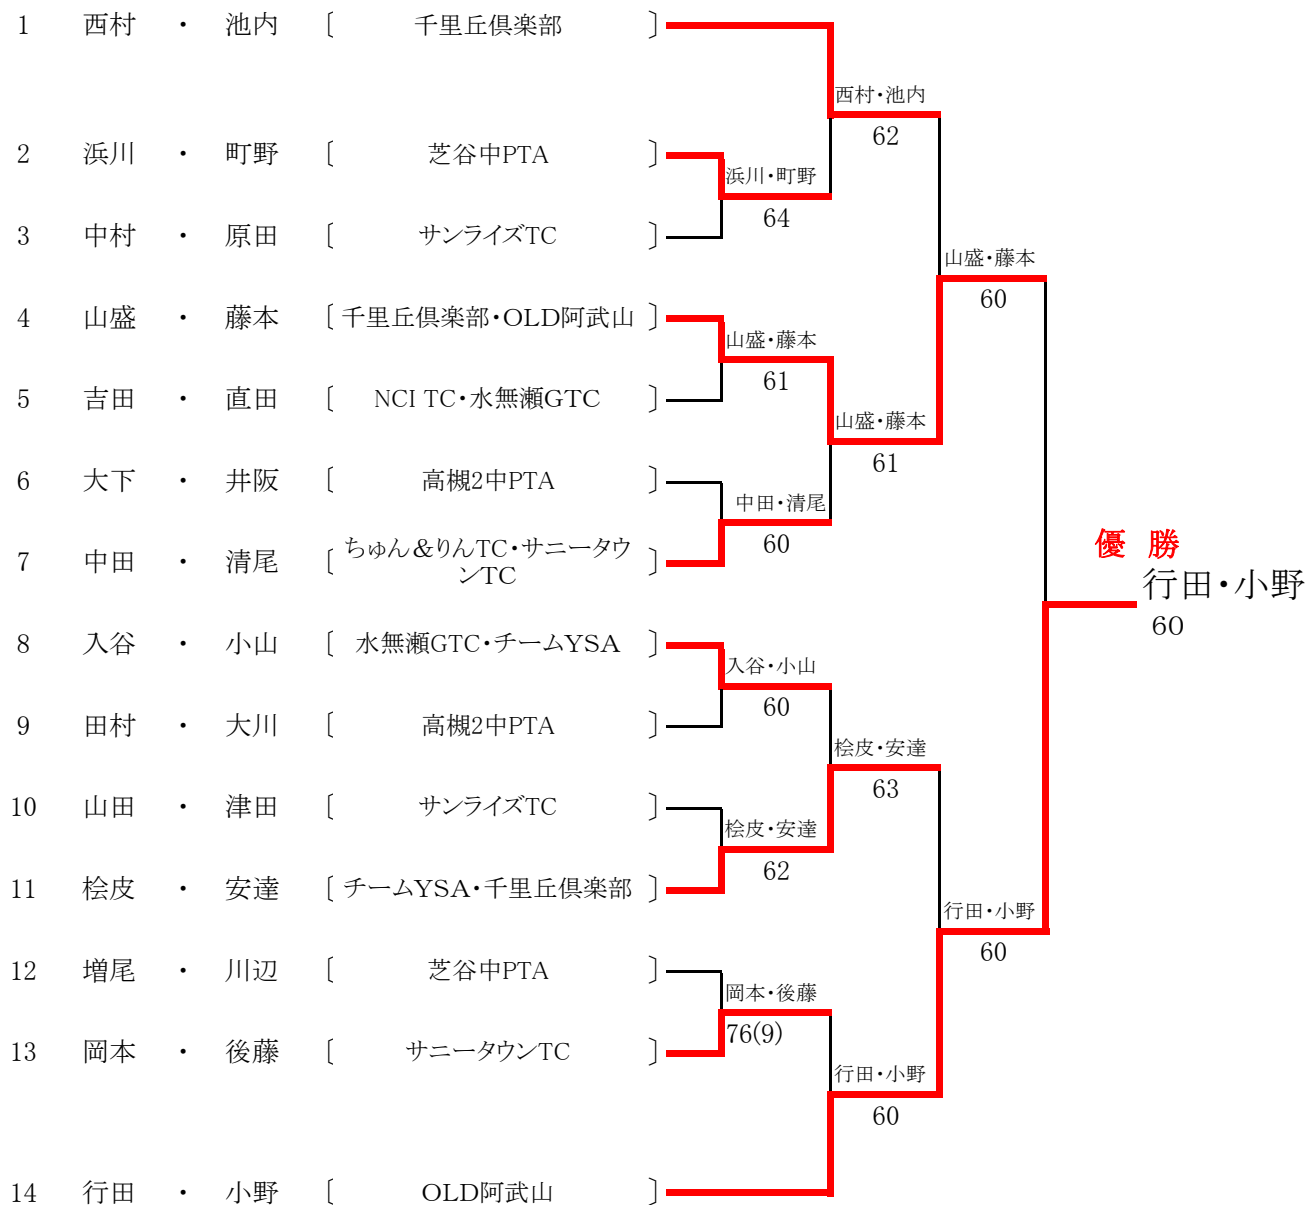 1 西村 ・ 池内 〔 千里丘倶楽部 〕
西村・池内
62
2 浜川 ・ 町野 〔 芝谷中PTA 〕
浜川・町野
64
3 中村 ・ 原田 〔 サンライズTC 〕
山盛・藤本
60
4 山盛 ・ 藤本 〔 千里丘倶楽部・OLD阿武山 〕
山盛・藤本
61
5 吉田 ・ 直田 〔 NCI TC・水無瀬GTC 〕
山盛・藤本
61
6 大下 ・ 井阪 〔 高槻2中PTA 〕
中田・清尾
60
7 中田 ・ 清尾 〔 ちゅん&りんTC・サニータウ
ンTC 〕
優 勝
行田・小野
60
8 入谷 ・ 小山 〔 水無瀬GTC・チームYSA 〕
入谷・小山
60
9 田村 ・ 大川 〔 高槻2中PTA 〕
桧皮・安達
63
10 山田 ・ 津田 〔 サンライズTC 〕
桧皮・安達
62
11 桧皮 ・ 安達 〔 チームYSA・千里丘倶楽部 〕
行田・小野
60
12 増尾 ・ 川辺 〔 芝谷中PTA 〕
岡本・後藤
76(9)
13 岡本 ・ 後藤 〔 サニータウンTC 〕
行田・小野
60
14 行田 ・ 小野 〔 OLD阿武山 〕